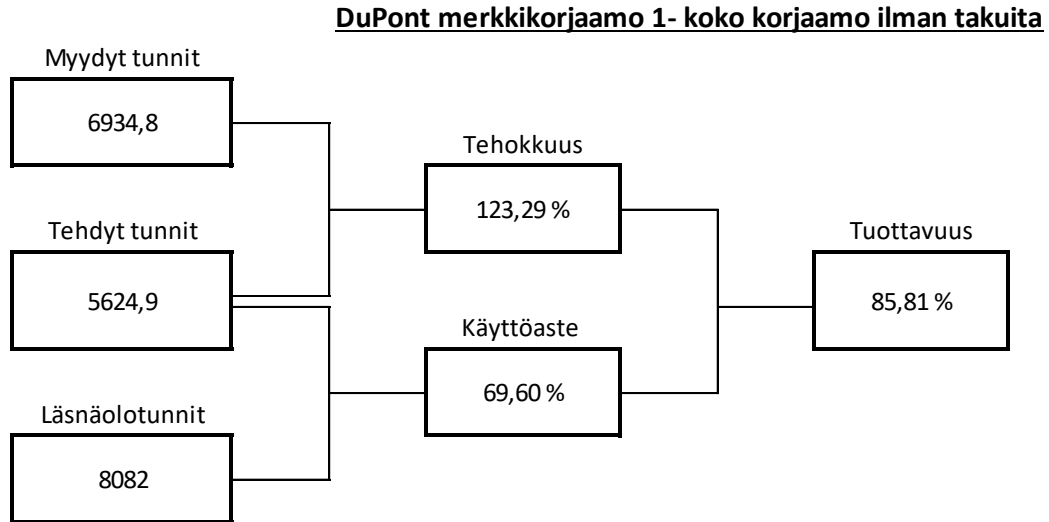 DuPont merkkikorjaamo 1- koko korjaamo ilman takuita
Myydyt tunnit
6934,8
Tehokkuus
123,29 %
Tehdyt tunnit
5624,9
Tuottavuus
85,81 %
Käyttöaste
69,60 %
Läsnäolotunnit
8082